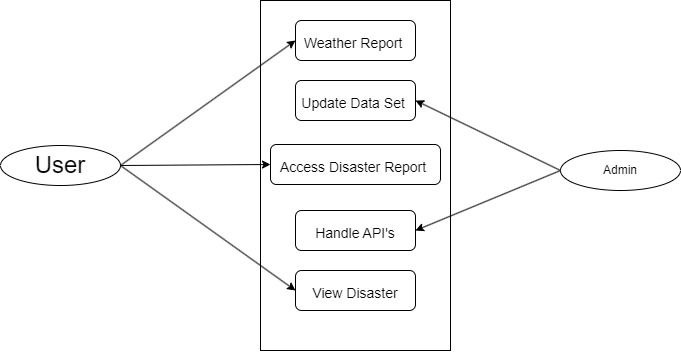 Weather Report
Update Data Set
User
Access Disaster Report
Admin
Handle API's
View Disaster